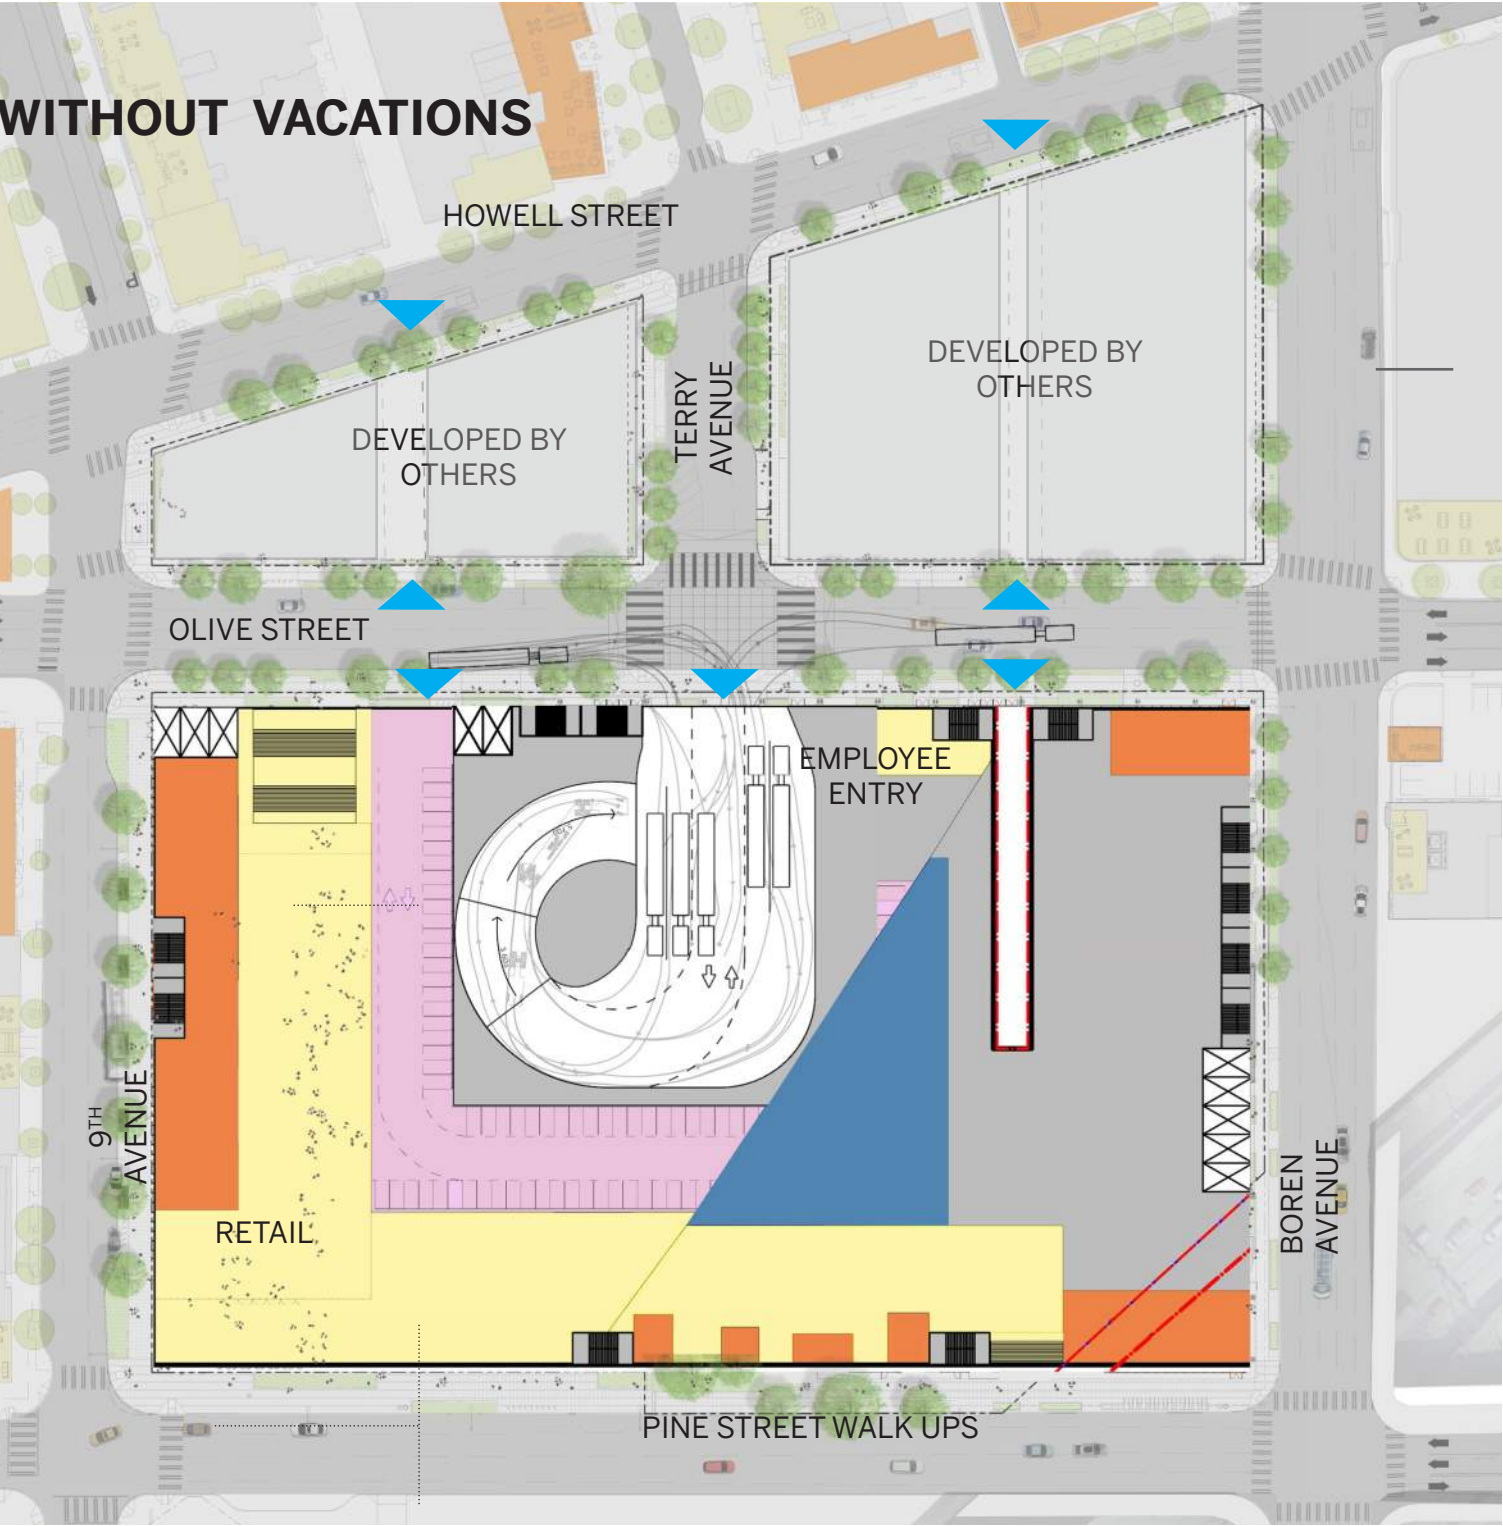 WITHOUT VACATIONS
HOWELL STREET
DEVELOPED BY
OTHERS
TERRY
AVENUE
DEVELOPED BY
OTHERS
OLIVE STREET
EMPLOYEE
ENTRY
9TH
AVENUE
RETAIL
BOREN
AVENUE
PINE STREET WALK UPS